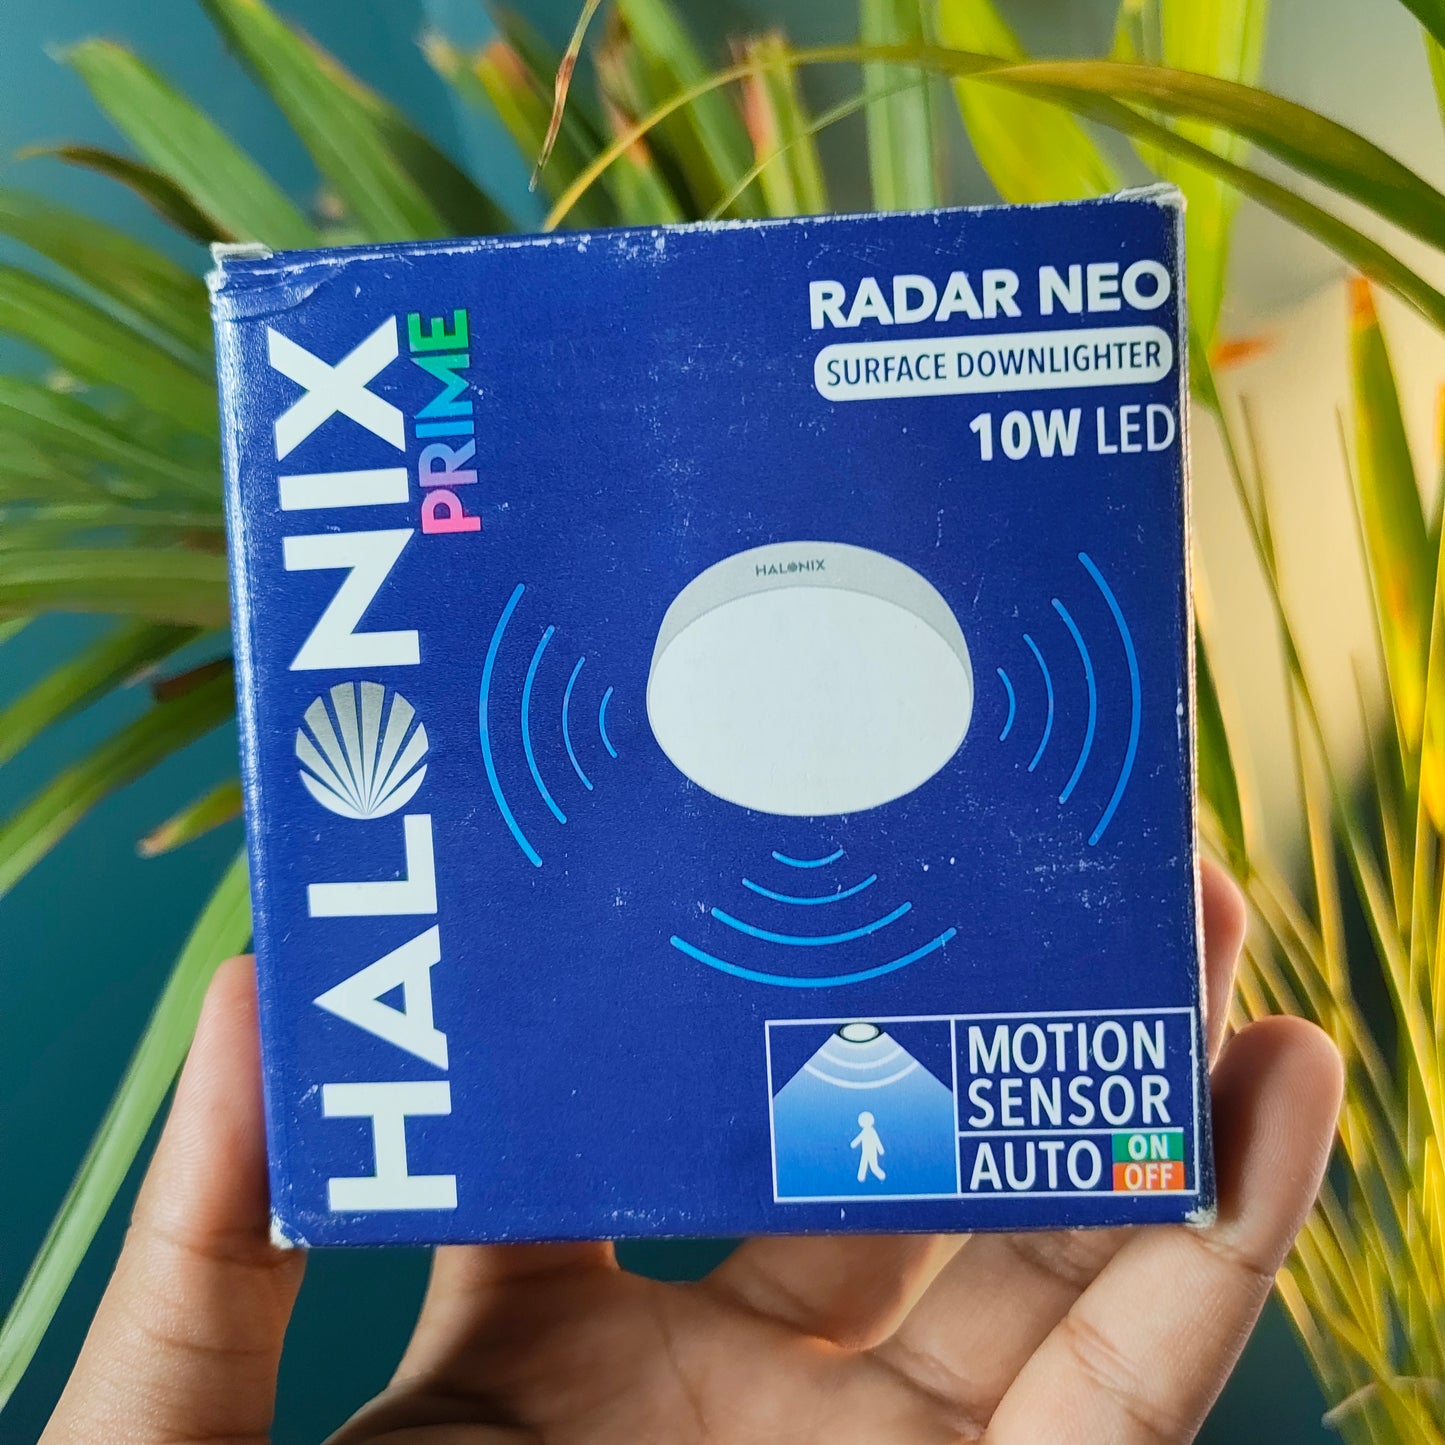 HALONIX
PRIME
RADAR NEO
SURFACE DOWNLIGHTER
10W LED
HALONIX
MOTION
SENSOR
AUTO ON
OFF